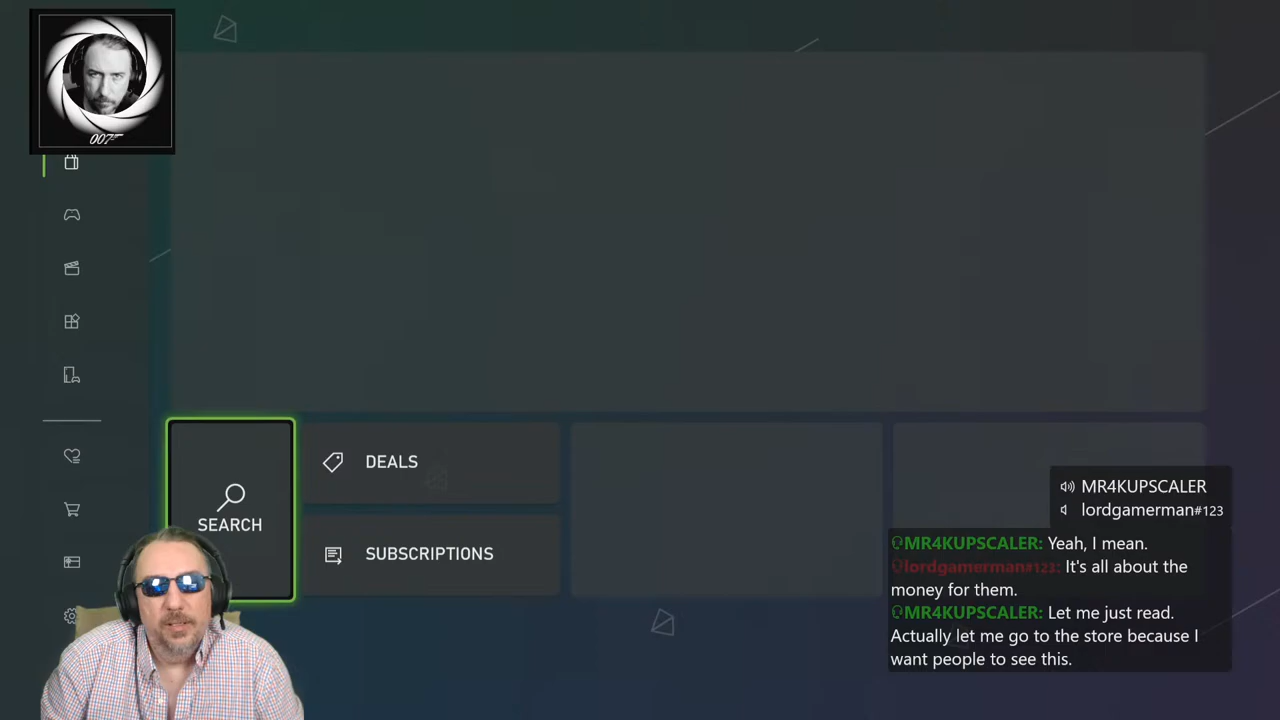 007
SEARCH
DEALS
SUBSCRIPTIONS
MR4KUPSCALER
lordgamerman#123
MR4KUPSCALER: Yeah, I mean.
lordgamerman#123: It's all about the
money for them.
MR4KUPSCALER: Let me just read.
Actually let me go to the store because I
want people to see this.